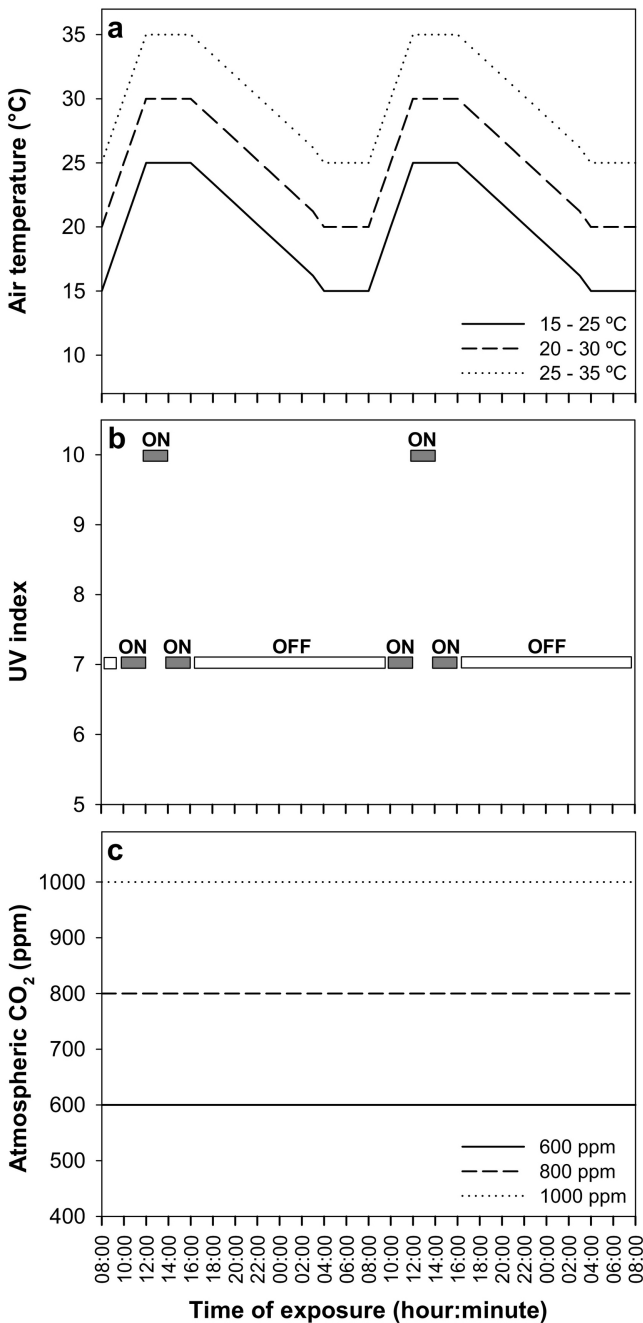 a
Air temperature (°C)
35
30
25
20
15
10
15 - 25 ºC
20 - 30 ºC
25 - 35 ºC
b
UV index
ON ON
10
9
8
ON ON OFF ON ON OFF
7
6
5
c
Atmospheric CO2 (ppm)
1000
900
800
700
600
500
400
600 ppm
800 ppm
1000 ppm
08:00 10:00 12:00 14:00 16:00 18:00 20:00 22:00 00:00 02:00 04:00 06:00 08:00 10:00 12:00 14:00 16:00 18:00 20:00 22:00 00:00 02:00 04:00 06:00 08:00
Time of exposure (hour:minute)